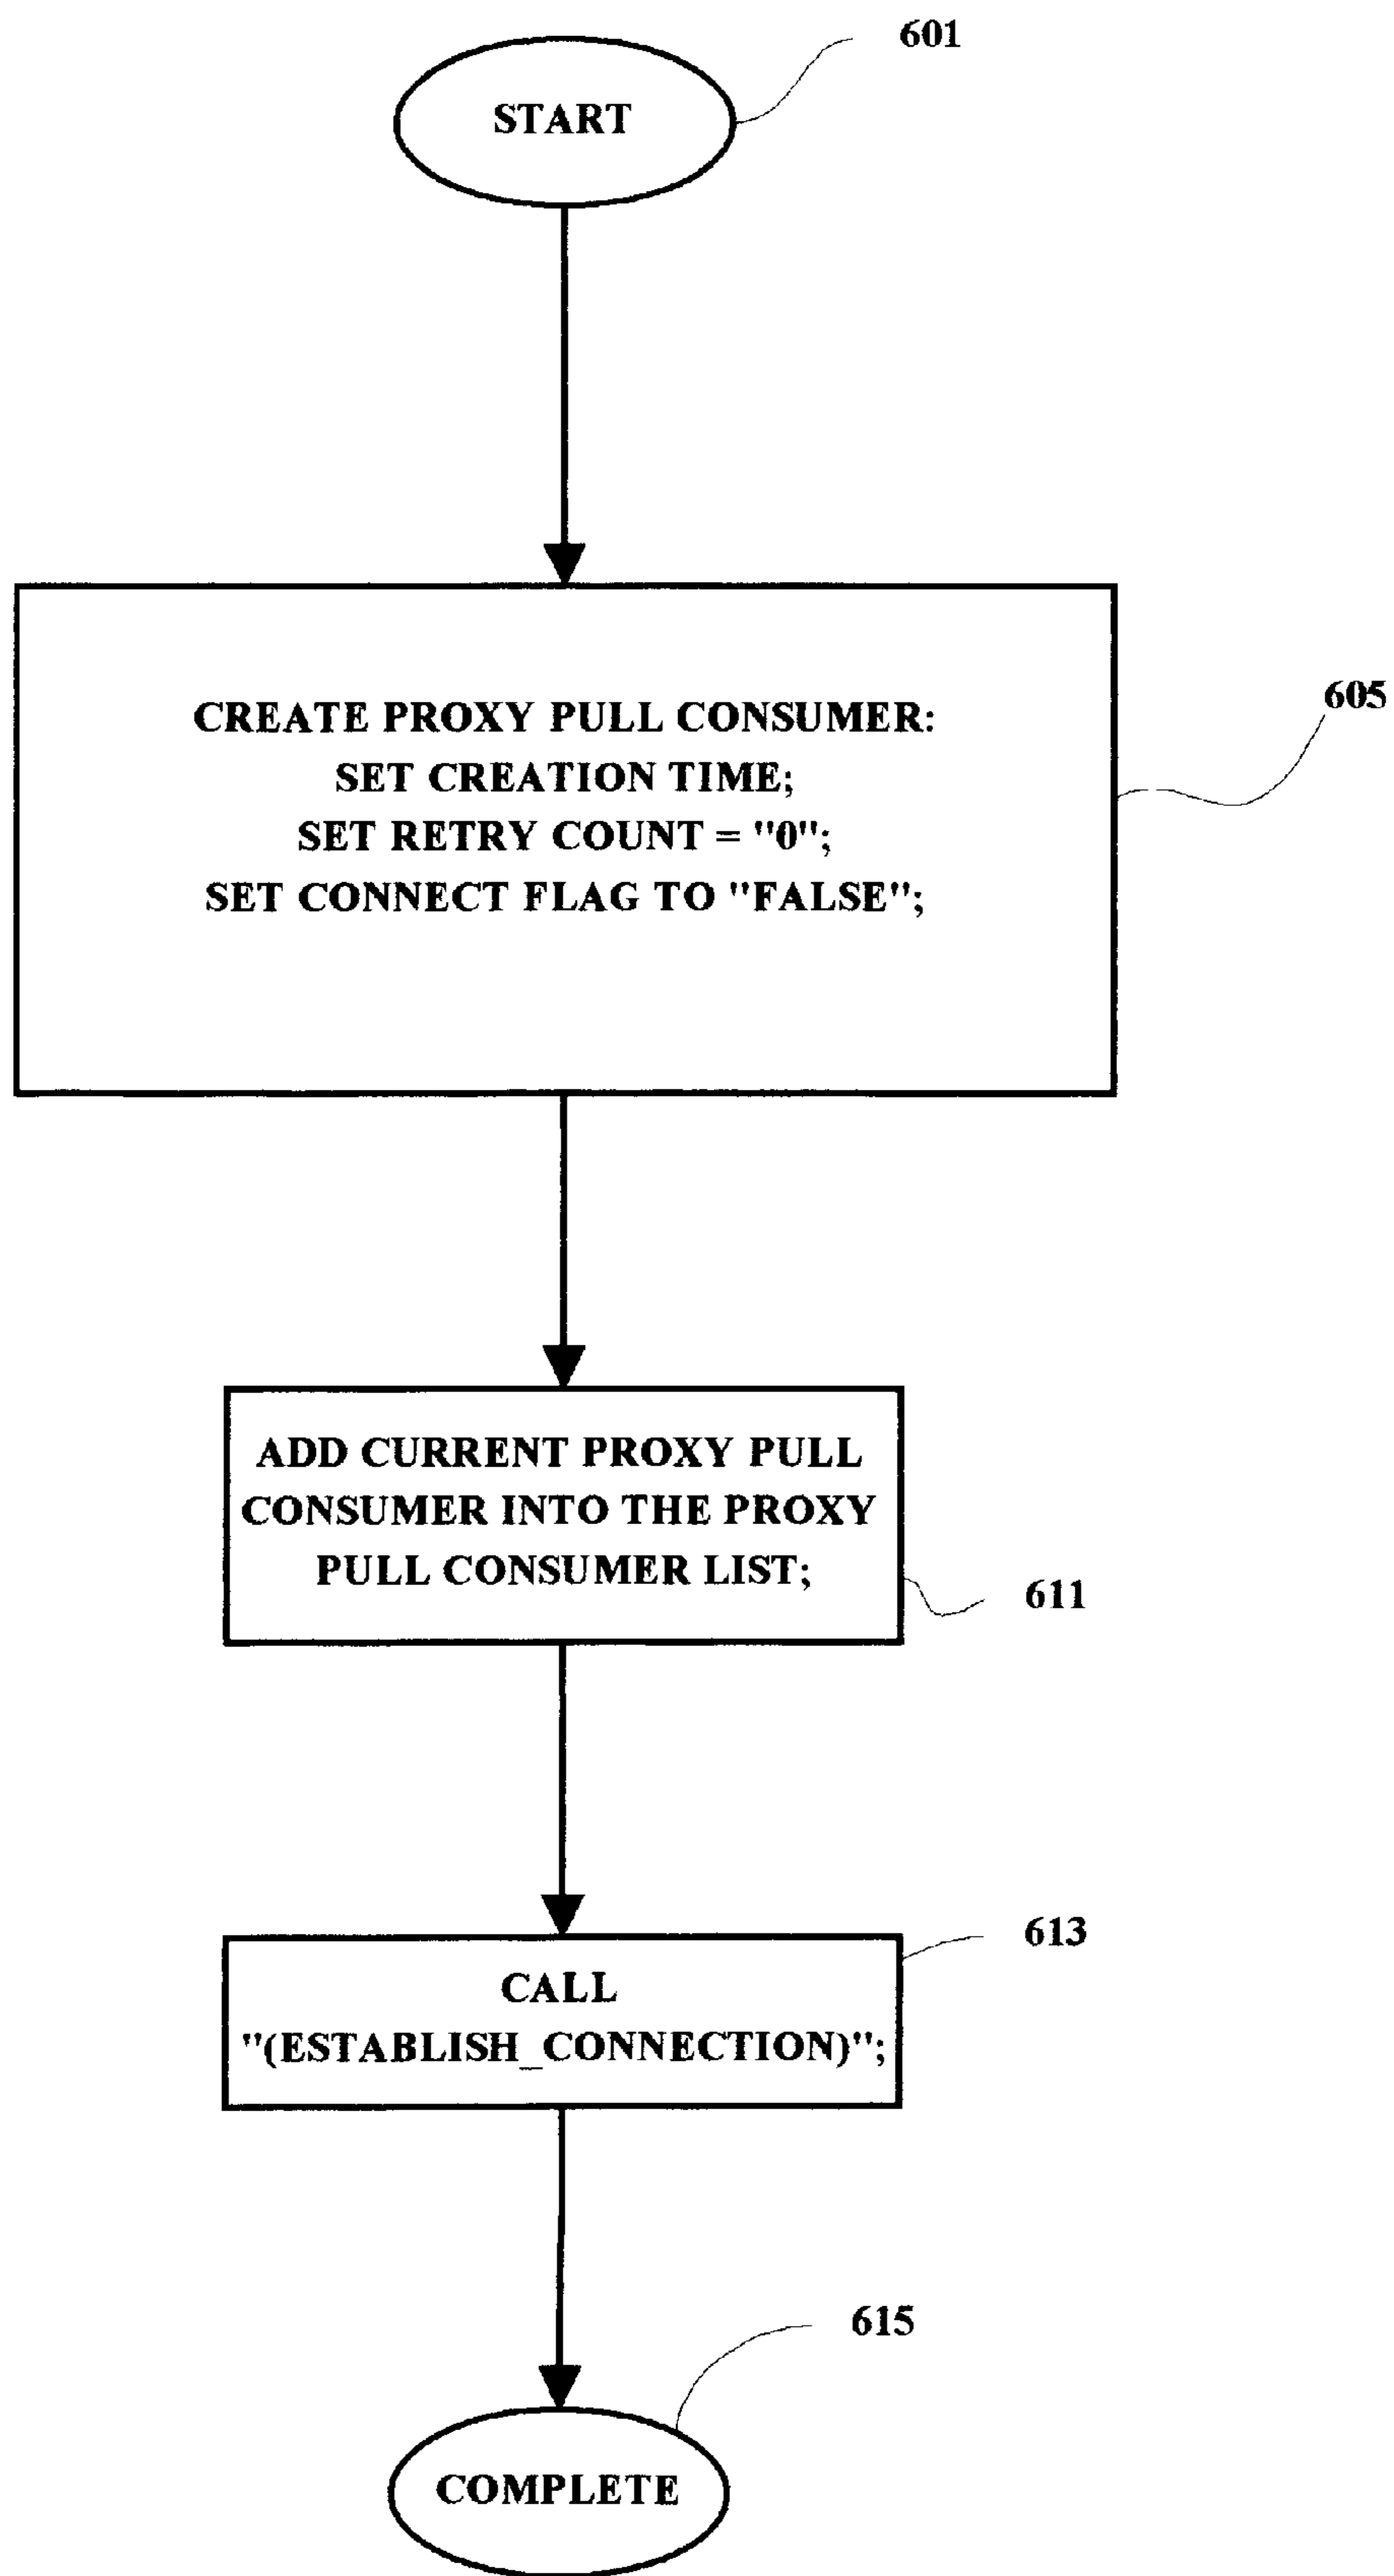 601
START
CREATE PROXY PULL CONSUMER:
SET CREATION TIME;
SET RETRY COUNT = "0";
SET CONNECT FLAG TO "FALSE";
605
ADD CURRENT PROXY PULL
CONSUMER INTO THE PROXY
PULL CONSUMER LIST;
611
613
CALL
"(ESTABLISH_CONNECTION)";
615
COMPLETE